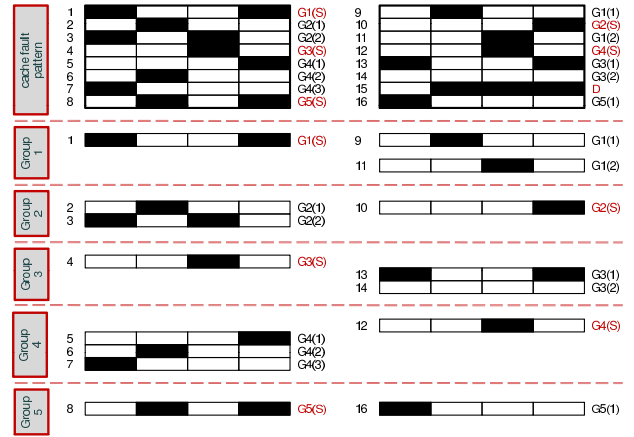 cache fault
pattern
1 G1(S)
2 G2(1)
3 G2(2)
4 G3(S)
5 G4(1)
6 G4(2)
7 G4(3)
8 G5(S)
9 G1(1)
10 G2(S)
11 G1(2)
12 G4(S)
13 G3(1)
14 G3(2)
15 D
16 G5(1)
Group
1
1 G1(S)
9 G1(1)
11 G1(2)
Group
2
2 G2(1)
3 G2(2)
10 G2(S)
Group
3
4 G3(S)
13 G3(1)
14 G3(2)
Group
4
5 G4(1)
6 G4(2)
7 G4(3)
12 G4(S)
Group
5
8 G5(S)
16 G5(1)